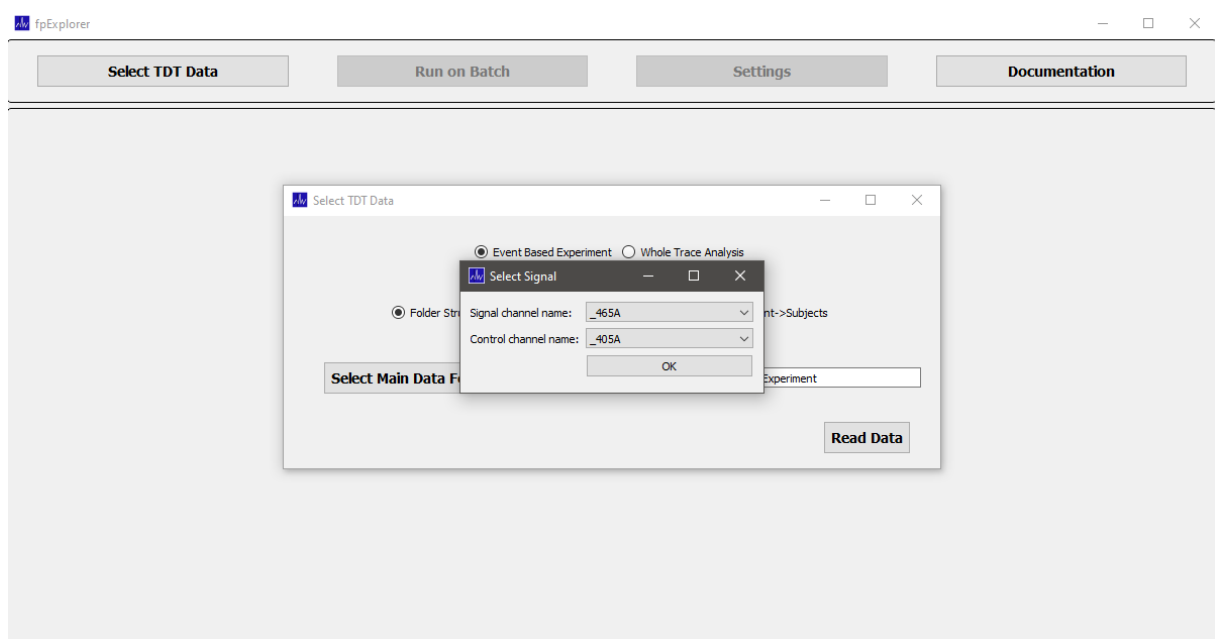 fpExplorer
Select TDT Data Run on Batch Settings Documentation
Select TDT Data
Event Based Experiment Whole Trace Analysis
Select Signal
Folder Str Signal channel name: _465A nt->Subjects
Control channel name: _405A
OK
Select Main Data F Experiment
Read Data